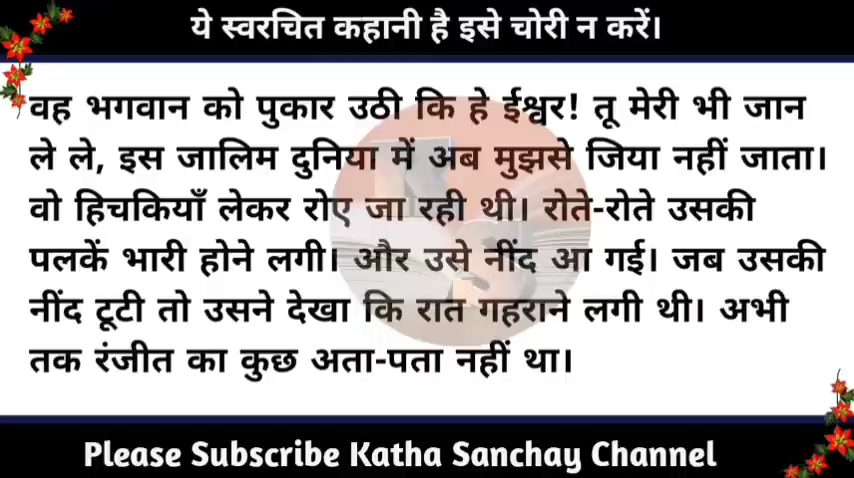 ये स्वरचित कहानी है इसे चोरी न करें।
वह भगवान को पुकार उठी कि हे ईश्वर! तू मेरी भी जान
ले ले, इस जालिम दुनिया में अब मुझसे जिया नहीं जाता।
वो हिचकियाँ लेकर रोए जा रही थी। रोते-रोते उसकी
पलकें भारी होने लगी। और उसे नींद आ गई। जब उसकी
नींद टूटी तो उसने देखा कि रात गहराने लगी थी। अभी
तक रंजीत का कुछ अता-पता नहीं था।
Please Subscribe Katha Sanchay Channel